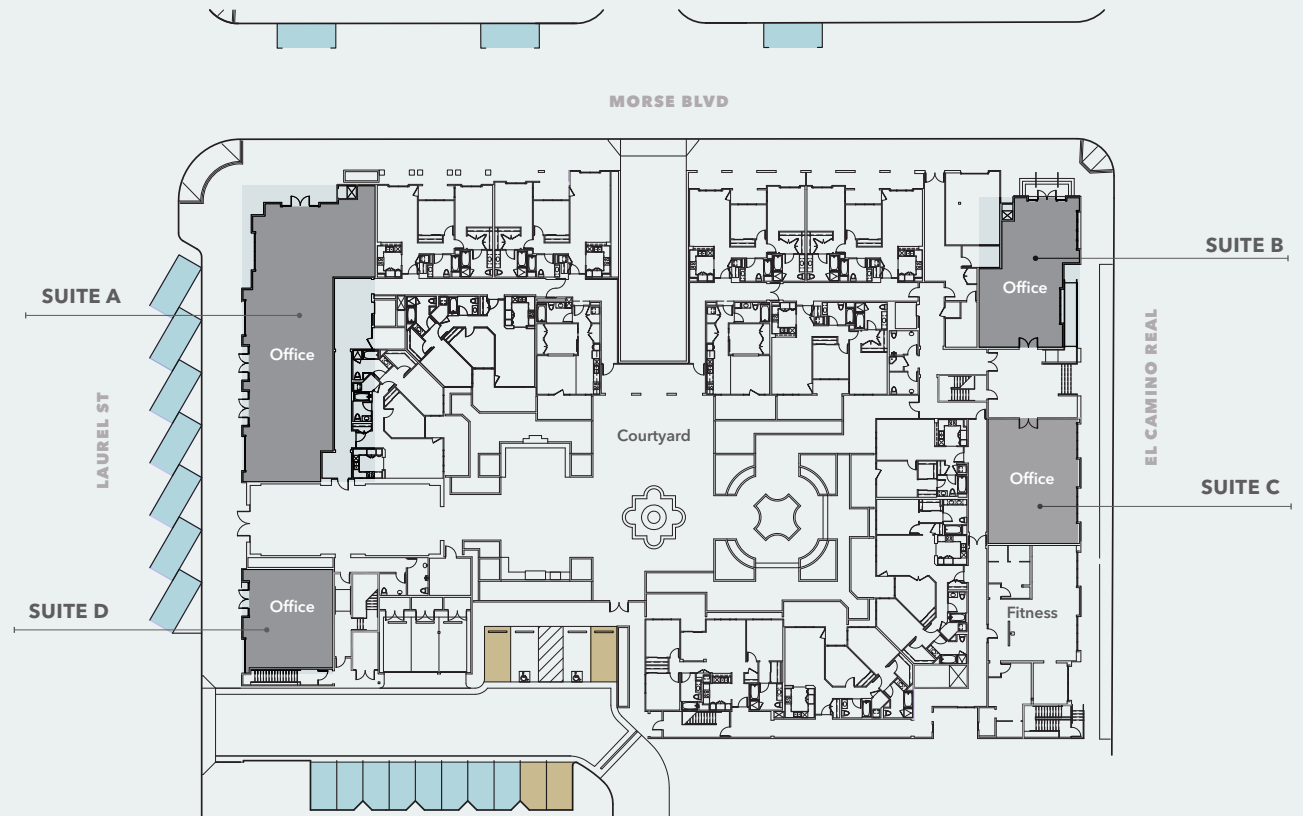 MORSE BLVD
SUITE B
Office
SUITE A
Office
EL CAMINO REAL
LAUREL ST
Courtyard
Office
SUITE C
SUITE D
Office
Fitness